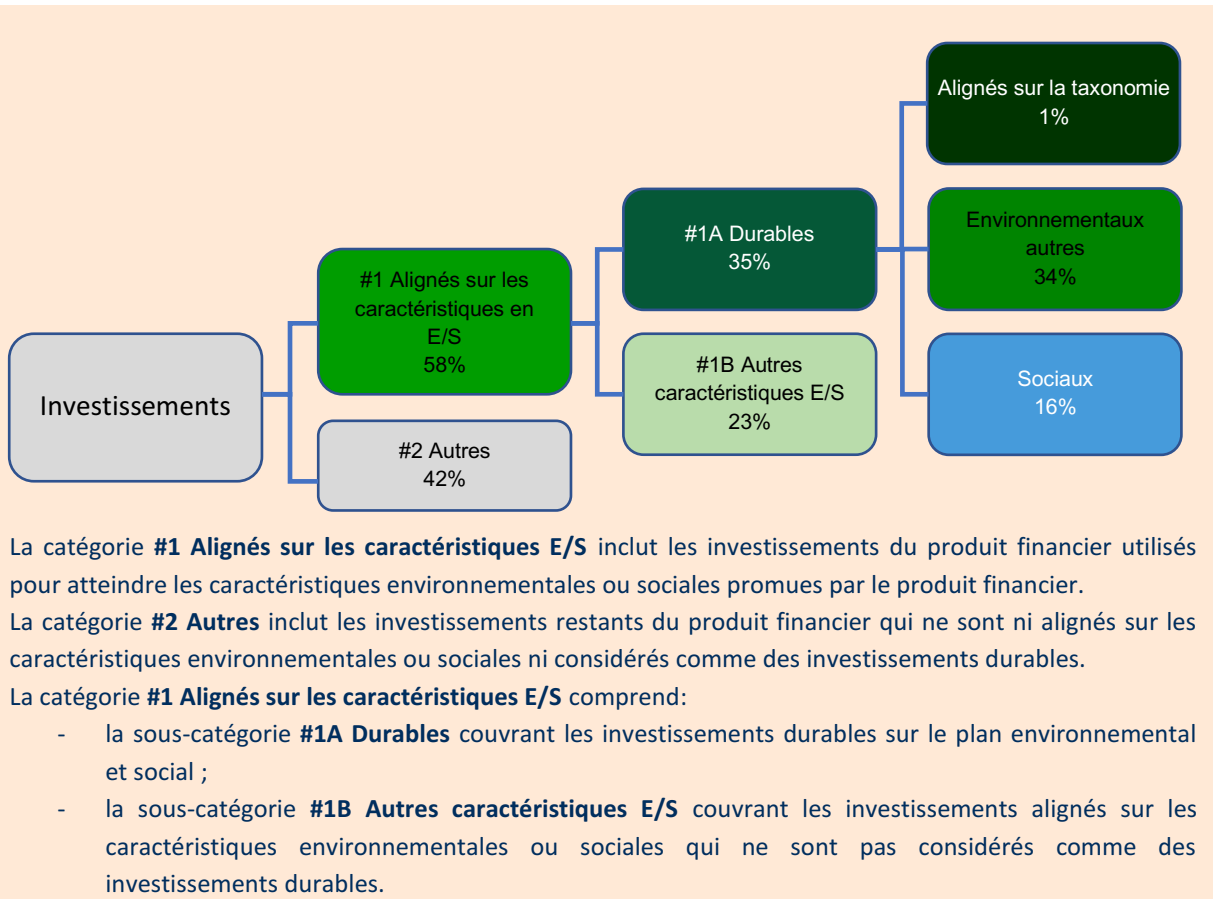 Investissements
#1 Alignés sur les
caractéristiques en
E/S
58%
#2 Autres
42%
#1A Durables
35%
#1B Autres
caractéristiques E/S
23%
Alignés sur la taxonomie
1%
Environnementaux
autres
34%
Sociaux
16%
La catégorie #1 Alignés sur les caractéristiques E/S inclut les investissements du produit financier utilisés
pour atteindre les caractéristiques environnementales ou sociales promues par le produit financier.
La catégorie #2 Autres inclut les investissements restants du produit financier qui ne sont ni alignés sur les
caractéristiques environnementales ou sociales ni considérés comme des investissements durables.
La catégorie #1 Alignés sur les caractéristiques E/S comprend:
- la sous-catégorie #1A Durables couvrant les investissements durables sur le plan environnemental
et social ;
- la sous-catégorie #1B Autres caractéristiques E/S couvrant les investissements alignés sur les
caractéristiques environnementales ou sociales qui ne sont pas considérés comme des
investissements durables.